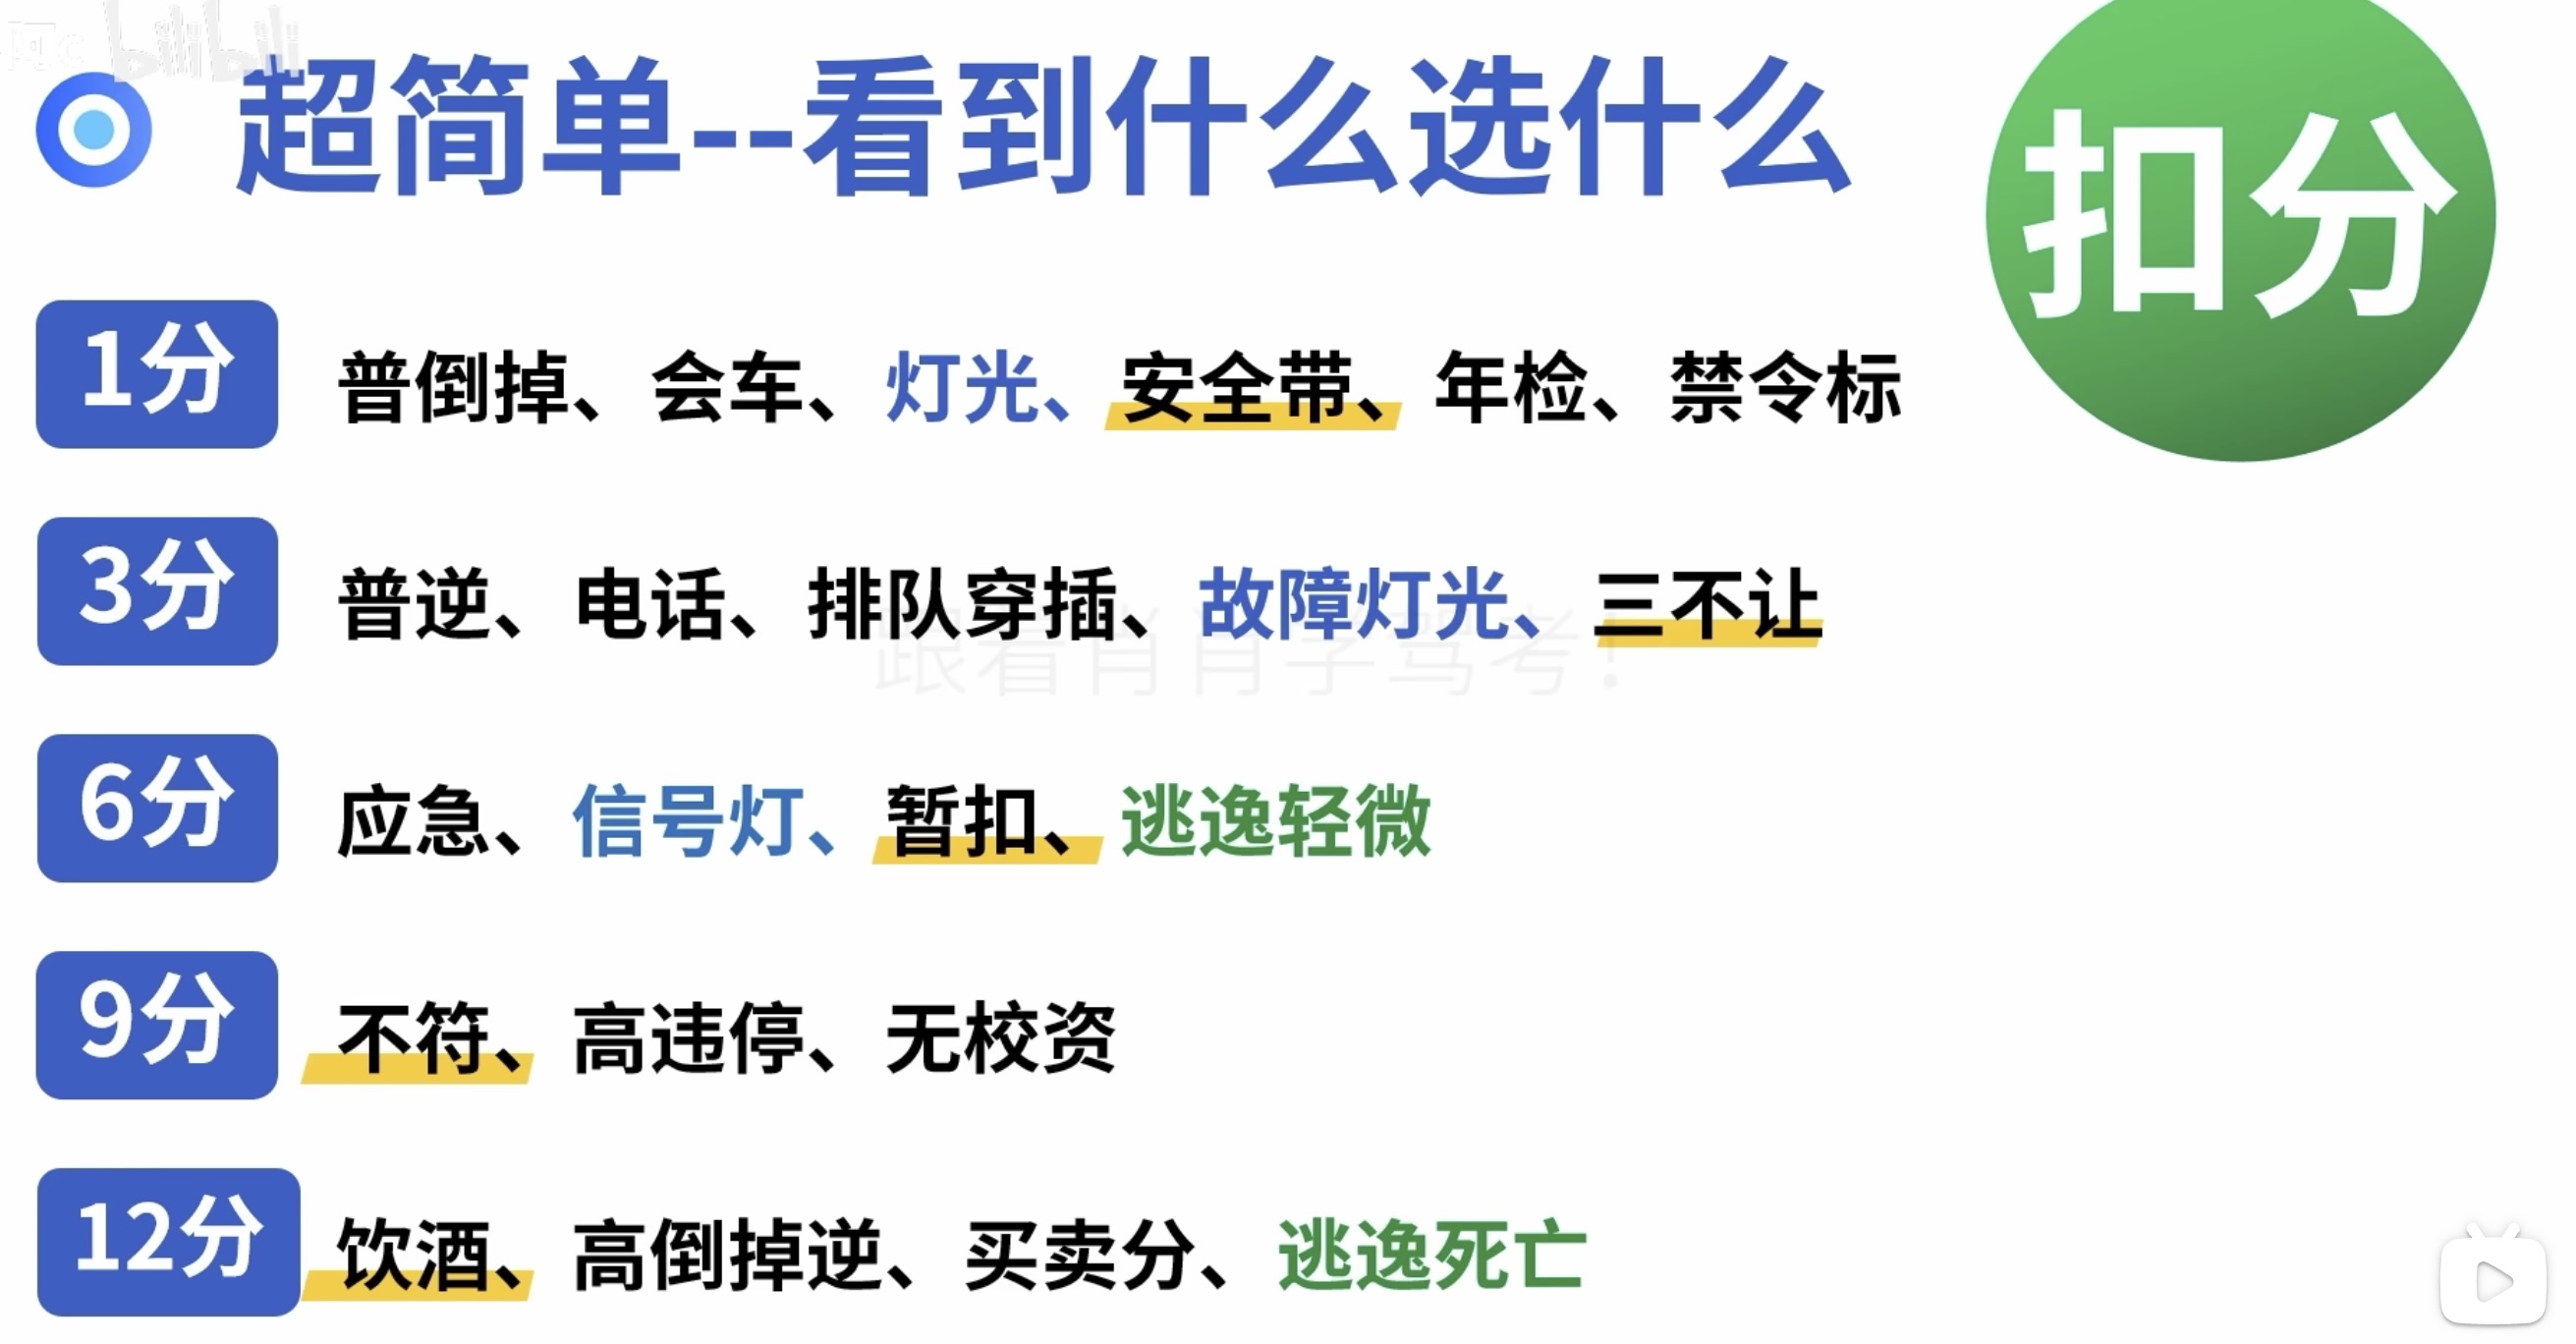 阿c bilibili
超简单--看到什么选什么
扣分
1分 普倒掉、会车、灯光、安全带、年检、禁令标
3分 普逆、电话、排队穿插、故障灯光、三不让
跟着肖肖学驾考！
6分 应急、信号灯、暂扣、逃逸轻微
9分 不符、高违停、无校资
12分 饮酒、高倒掉逆、买卖分、逃逸死亡